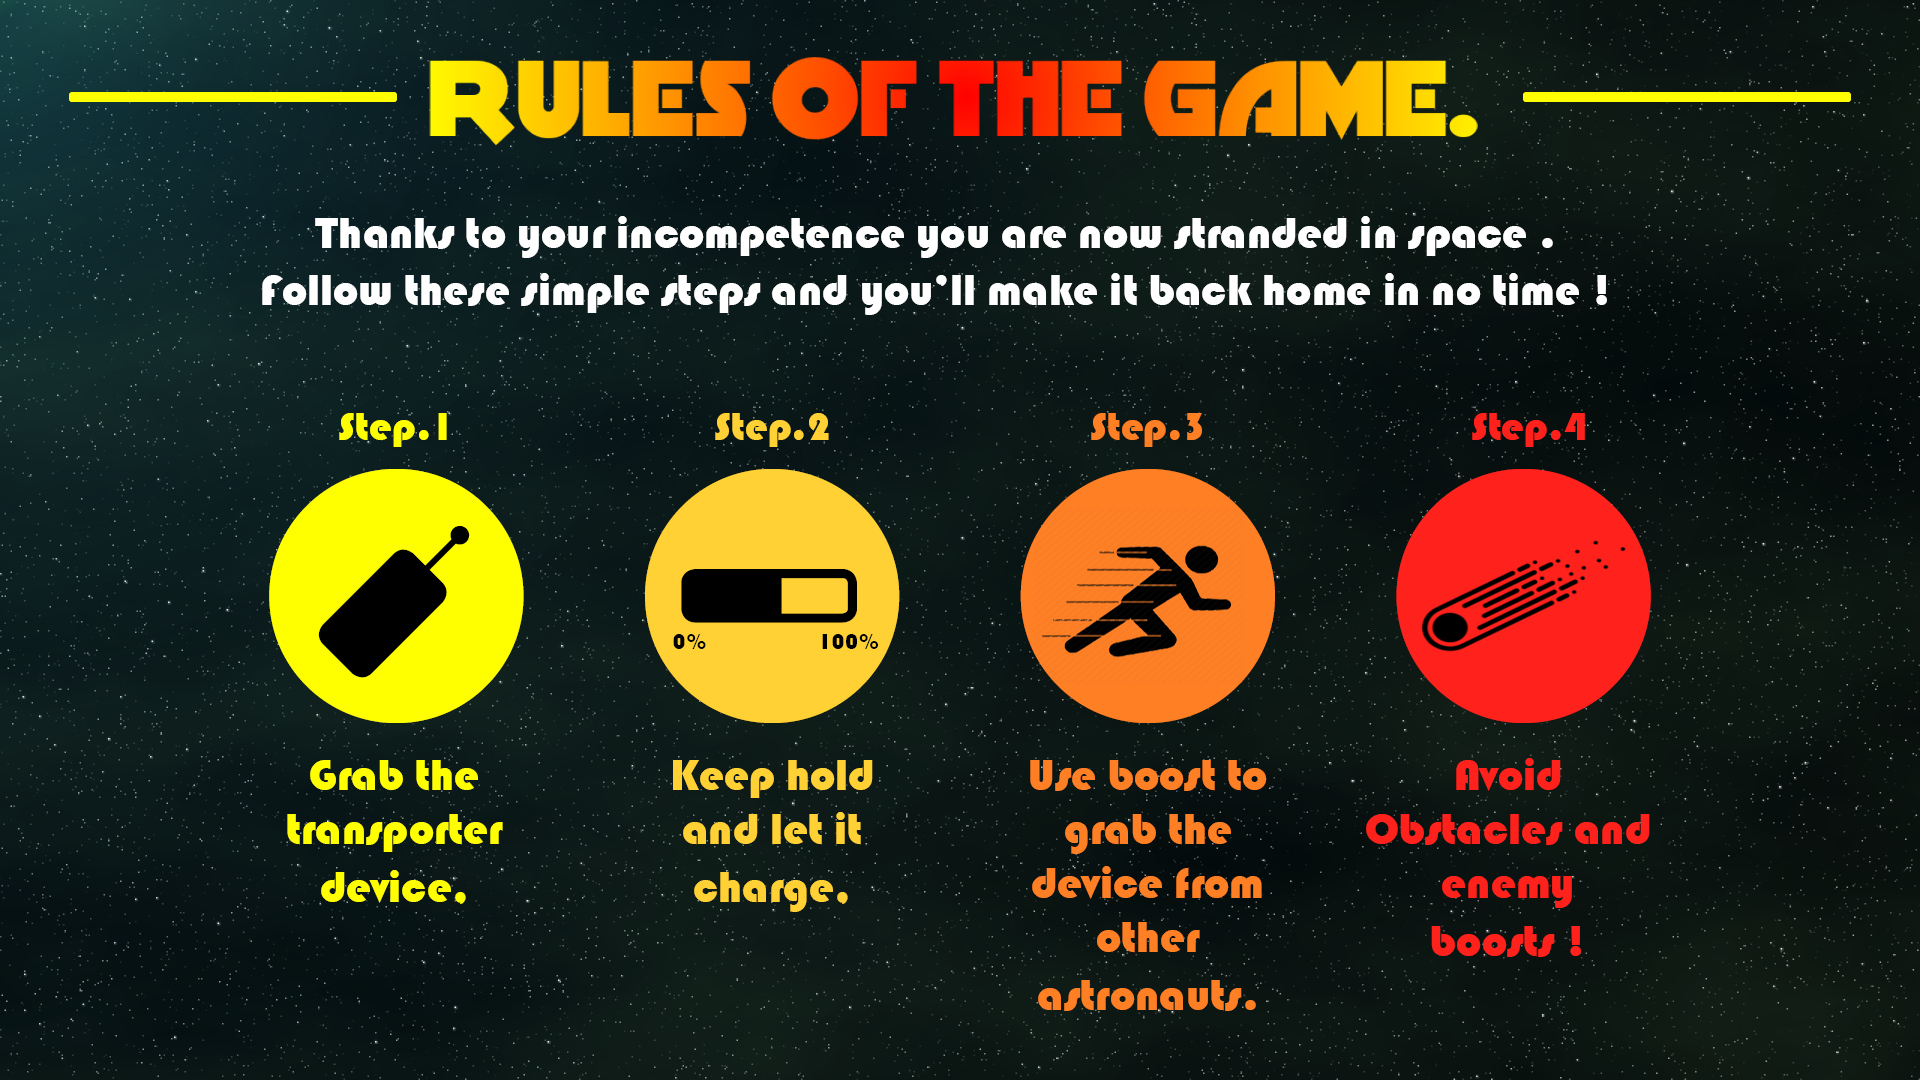 RULES OF THE GAME.
Thanks to your incompetence you are now stranded in space .
Follow these simple steps and you'll make it back home in no time !
Step.1
Grab the
transporter
device,
Step.2
0% 100%
Keep hold
and let it
charge,
Step.3
Use boost to
grab the
device from
other
astronauts.
Step.4
Avoid
Obstacles and
enemy
boosts !